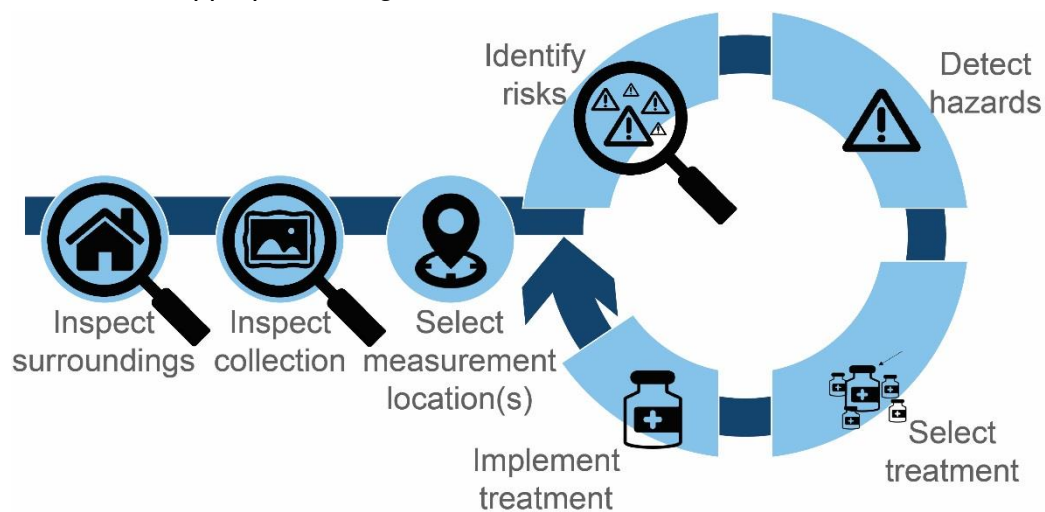 Identify
risks
Detect
hazards
Inspect
surroundings
Inspect
collection
Select
measurement
location(s)
Implement
treatment
Select
treatment